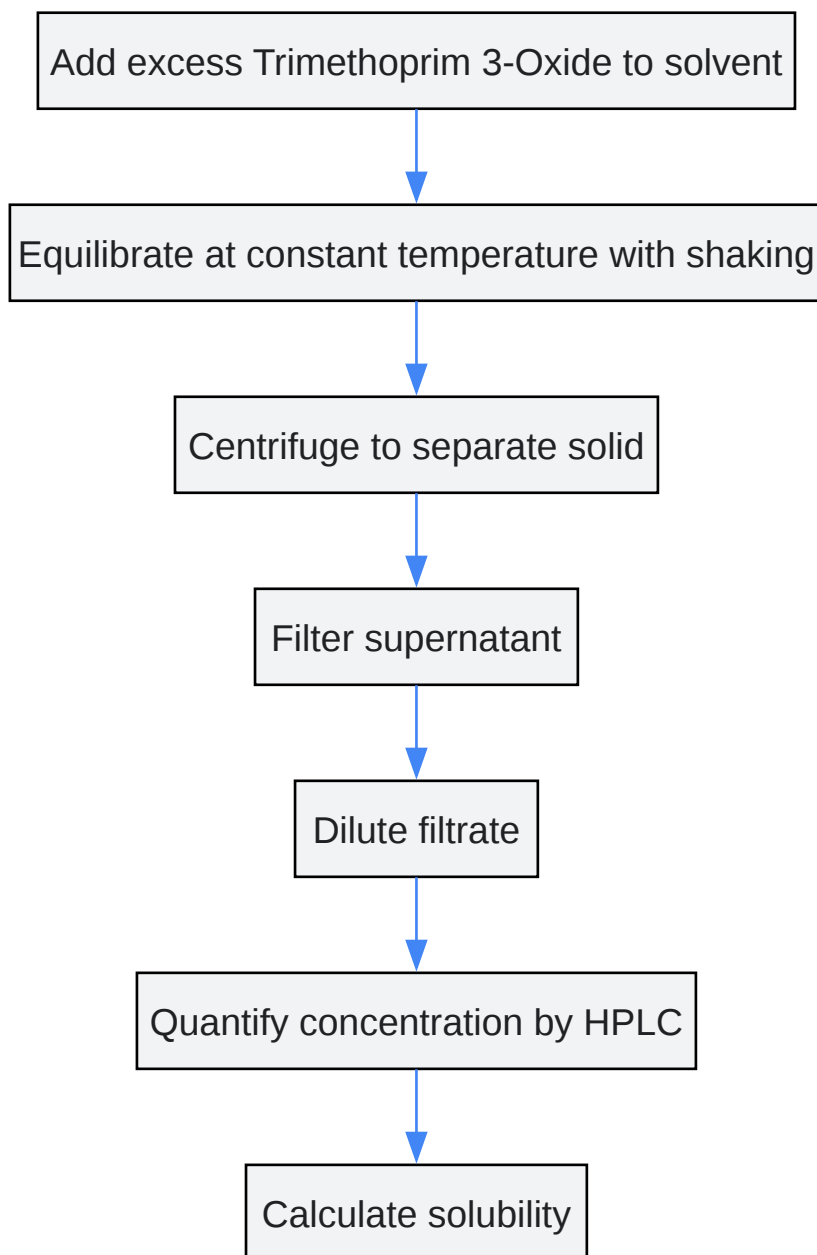 Add excess Trimethoprim 3-Oxide to solvent
Equilibrate at constant temperature with shaking
Centrifuge to separate solid
Filter supernatant
Dilute filtrate
Quantify concentration by HPLC
Calculate solubility